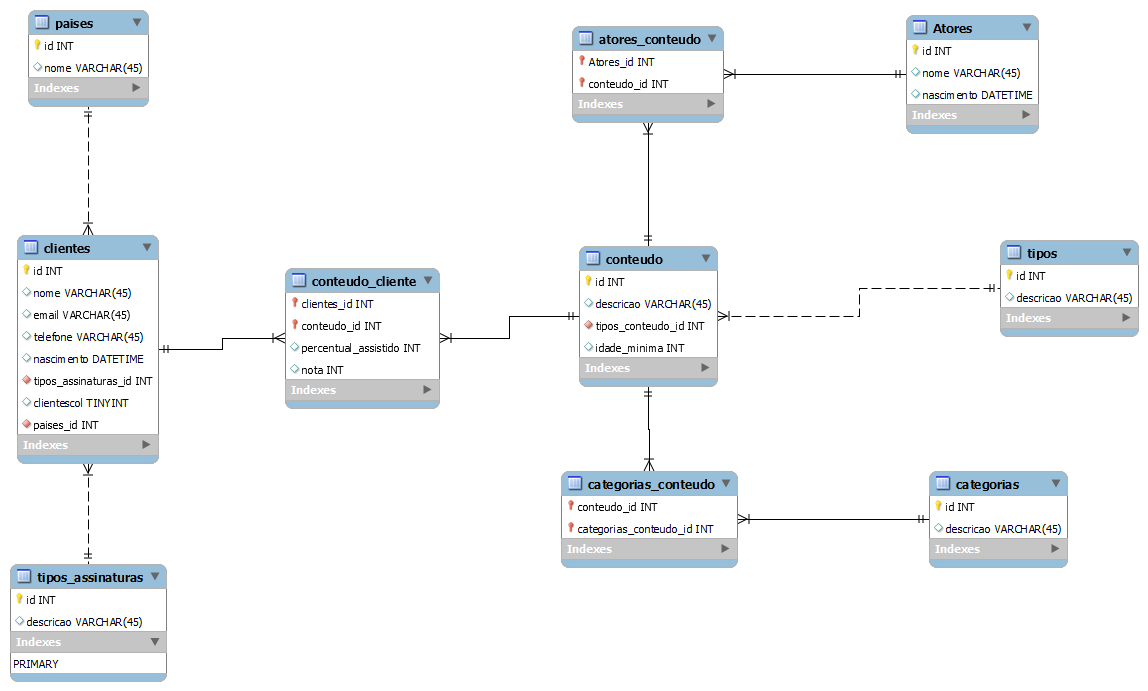 paises
id INT
nome VARCHAR(45)
Indexes
clientes
id INT
nome VARCHAR(45)
email VARCHAR(45)
telefone VARCHAR(45)
nascimento DATETIME
tipos_assinaturas_id INT
clientescol TINYINT
paises_id INT
Indexes
tipos_assinaturas
id INT
descricao VARCHAR(45)
Indexes
PRIMARY
conteudo_cliente
clientes_id INT
conteudo_id INT
percentual_assistido INT
nota INT
Indexes
atores_conteudo
Atores_id INT
conteudo_id INT
Indexes
conteudo
id INT
descricao VARCHAR(45)
tipos_conteudo_id INT
idade_minima INT
Indexes
categorias_conteudo
conteudo_id INT
categorias_conteudo_id INT
Indexes
Atores
id INT
nome VARCHAR(45)
nascimento DATETIME
Indexes
tipos
id INT
descricao VARCHAR(45)
Indexes
categorias
id INT
descricao VARCHAR(45)
Indexes